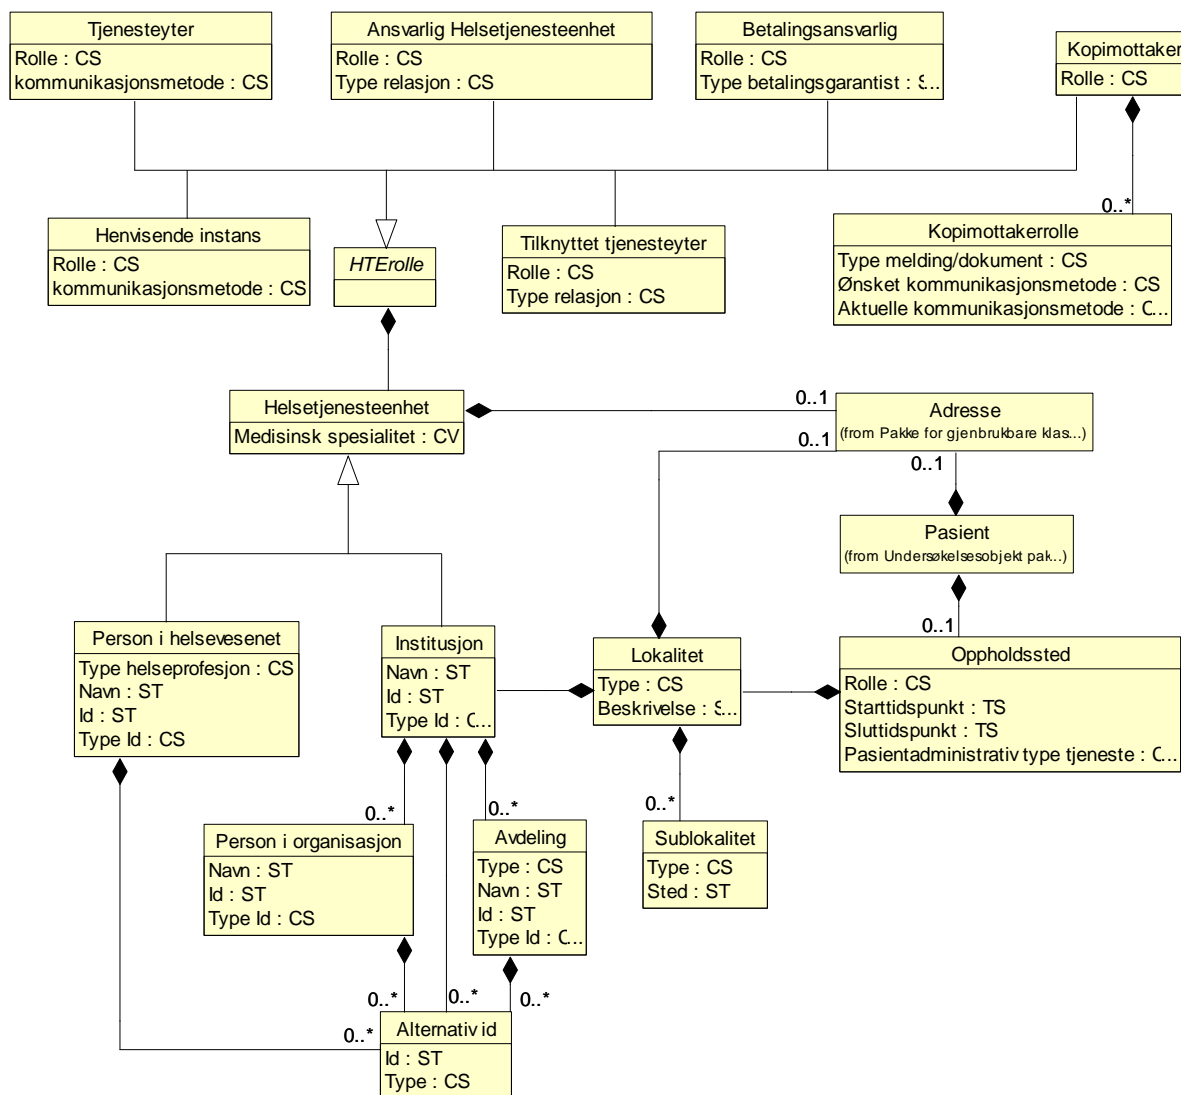 Tjenesteyter
Rolle : CS
kommunikasjonsmetode : CS
Ansvarlig Helsetjenesteenhet
Rolle : CS
Type relasjon : CS
Betalingsansvarlig
Rolle : CS
Type betalingsgarantist : S...
Kopimottaker
Rolle : CS
0..*
Henvisende instans
Rolle : CS
kommunikasjonsmetode : CS
HTErolle
Tilknyttet tjenesteyter
Rolle : CS
Type relasjon : CS
Kopimottakerrolle
Type melding/dokument : CS
Ønsket kommunikasjonsmetode : CS
Aktuelle kommunikasjonsmetode : C...
Helsetjenesteenhet
Medisinsk spesialitet : CV
0..1
0..1
Adresse
(from Pakke for gjenbrukbare klas...)
0..1
Pasient
(from Undersøkelsesobjekt pak...)
0..1
Person i helsevesenet
Type helseprofesjon : CS
Navn : ST
Id : ST
Type Id : CS
Institusjon
Navn : ST
Id : ST
Type Id : C...
Lokalitet
Type : CS
Beskrivelse : S...
Oppholdssted
Rolle : CS
Starttidspunkt : TS
Sluttidspunkt : TS
Pasientadministrativ type tjeneste : C...
0..*
0..*
0..*
Person i organisasjon
Navn : ST
Id : ST
Type Id : CS
Avdeling
Type : CS
Navn : ST
Id : ST
Type Id : C...
Sublokalitet
Type : CS
Sted : ST
0..*
0..*
0..*
0..*
Alternativ id
Id : ST
Type : CS